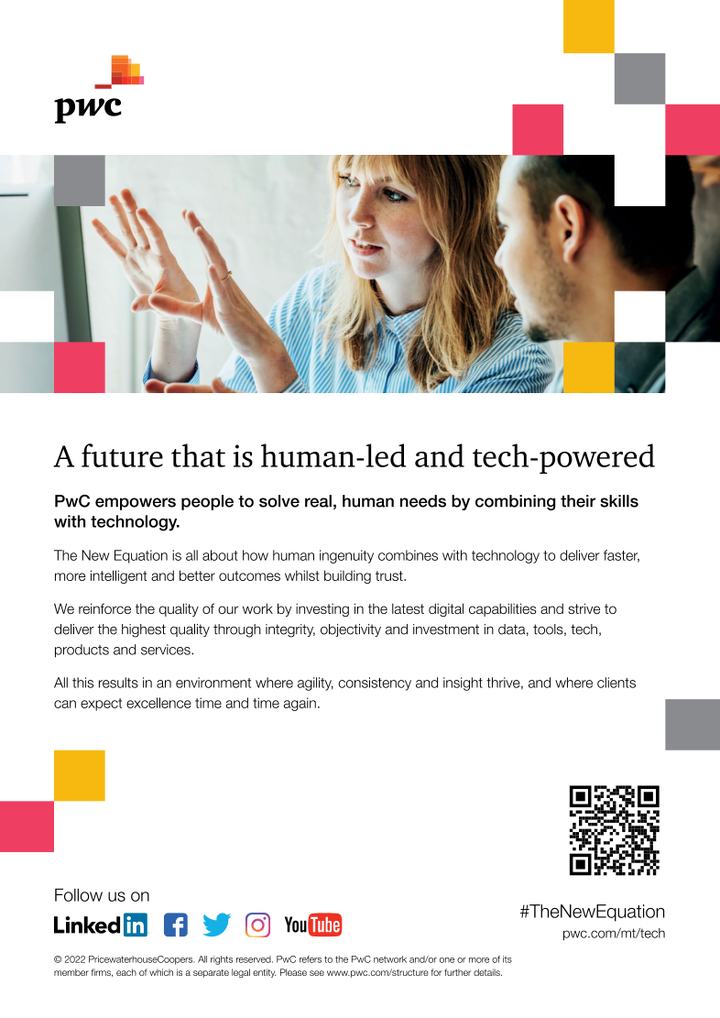 pwc
A future that is human-led and tech-powered
PwC empowers people to solve real, human needs by combining their skills
with technology.
The New Equation is all about how human ingenuity combines with technology to deliver faster,
more intelligent and better outcomes whilst building trust.
We reinforce the quality of our work by investing in the latest digital capabilities and strive to
deliver the highest quality through integrity, objectivity and investment in data, tools, tech,
products and services.
All this results in an environment where agility, consistency and insight thrive, and where clients
can expect excellence time and time again.
Follow us on
Linked in
f
YouTube
#TheNewEquation
pwc.com/mt/tech
© 2022 PricewaterhouseCoopers. All rights reserved. PwC refers to the PwC network and/or one or more of its
member firms, each of which is a separate legal entity. Please see www.pwc.com/structure for further details.